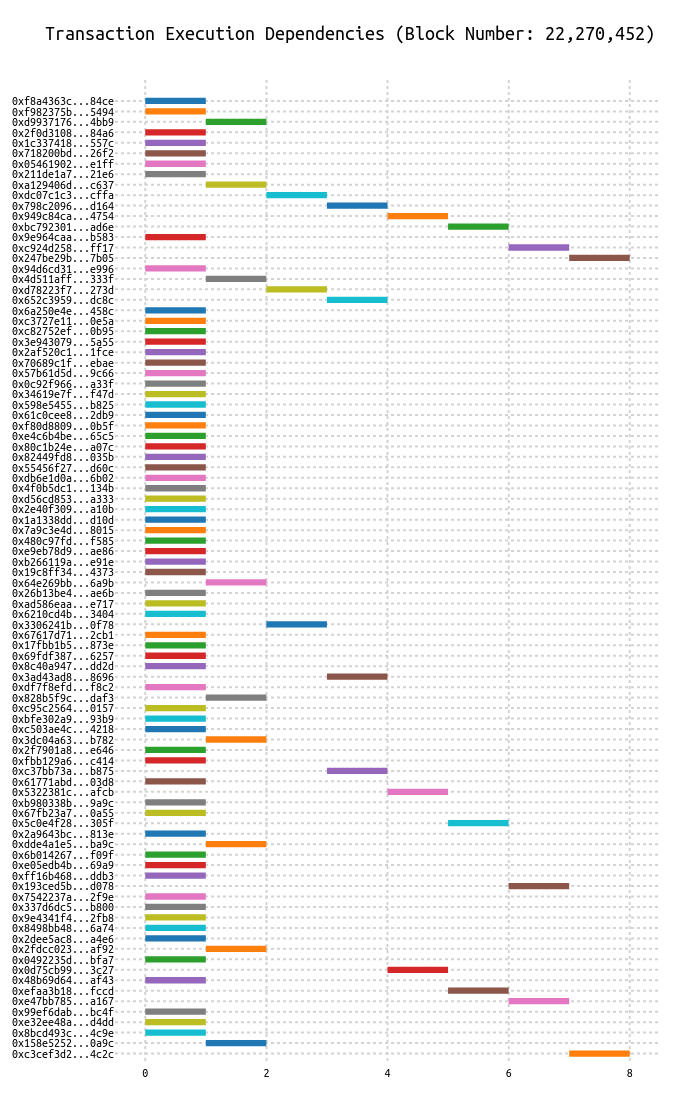 Transaction Execution Dependencies (Block Number: 22,270,452)
0xf8a4363c...84ce
0xf982375b...5494
0xd9937176...4bb9
0x2f0d3108...84a6
0x1c337418...557c
0x718200bd...26f2
0x05461902...e1ff
0x211de1a7...21e6
0xa129406d...c637
0xdc07c1c3...cffa
0x798c2096...d164
0x949c84ca...4754
0xbc792301...ad6e
0x9e964caa...b583
0xc924d258...ff17
0x247be29b...7b05
0x94d6cd31...e996
0x4d511aff...333f
0xd78223f7...273d
0x652c3959...dc8c
0x6a250e4e...458c
0xc3727e11...0e5a
0xc82752ef...0b95
0x3e943079...5a55
0x2af520c1...1fce
0x70689c1f...ebae
0x57b61d5d...9c66
0x0c92f966...a33f
0x34619e7f...f47d
0x598e5455...b825
0x61c0cee8...2db9
0xf80d8809...0b5f
0xe4c6b4be...65c5
0x80c1b24e...a07c
0x82449fd8...035b
0x55456f27...d60c
0xdb6e1d0a...6b02
0x4f0b5dc1...134b
0xd56cd853...a333
0x2e40f309...a10b
0x1a1338dd...d10d
0x7a9c3e4d...8015
0x480c97fd...f585
0xe9eb78d9...ae86
0xb266119a...e91e
0x19c8ff34...4373
0x64e269bb...6a9b
0x26b13be4...ae6b
0xad586eaa...e717
0x6210cd4b...3404
0x3306241b...0f78
0x67617d71...2cb1
0x17fbb1b5...873e
0x69fdf387...6257
0x8c40a947...dd2d
0x3ad43ad8...8696
0xdf7f8efd...f8c2
0x828b5f9c...daf3
0xc95c2564...0157
0xbfe302a9...93b9
0xc503ae4c...4218
0x3dc04a63...b782
0x2f7901a8...e646
0xfbb129a6...c414
0xc37bb73a...b875
0x61771abd...03d8
0x5322381c...afcb
0xb980338b...9a9c
0x67fb23a7...0a55
0x5c0e4f28...305f
0x2a9643bc...813e
0xdde4a1e5...ba9c
0x6b014267...f09f
0xe05edb4b...69a9
0xff16b468...ddb3
0x193ced5b...d078
0x7542237a...2f9e
0x337d6dc5...b800
0x9e4341f4...2fb8
0x8498bb48...6a74
0x2dee5ac8...a4e6
0x2fdcc023...af92
0x0492235d...bfa7
0x0d75cb99...3c27
0x48b69d64...af43
0xefaa3b18...fccd
0xe47bb785...a167
0x99ef6dab...bc4f
0xe32ee48a...d4dd
0x8bcd493c...4c9e
0x158e5252...0a9c
0xc3cef3d2...4c2c
0 2 4 6 8